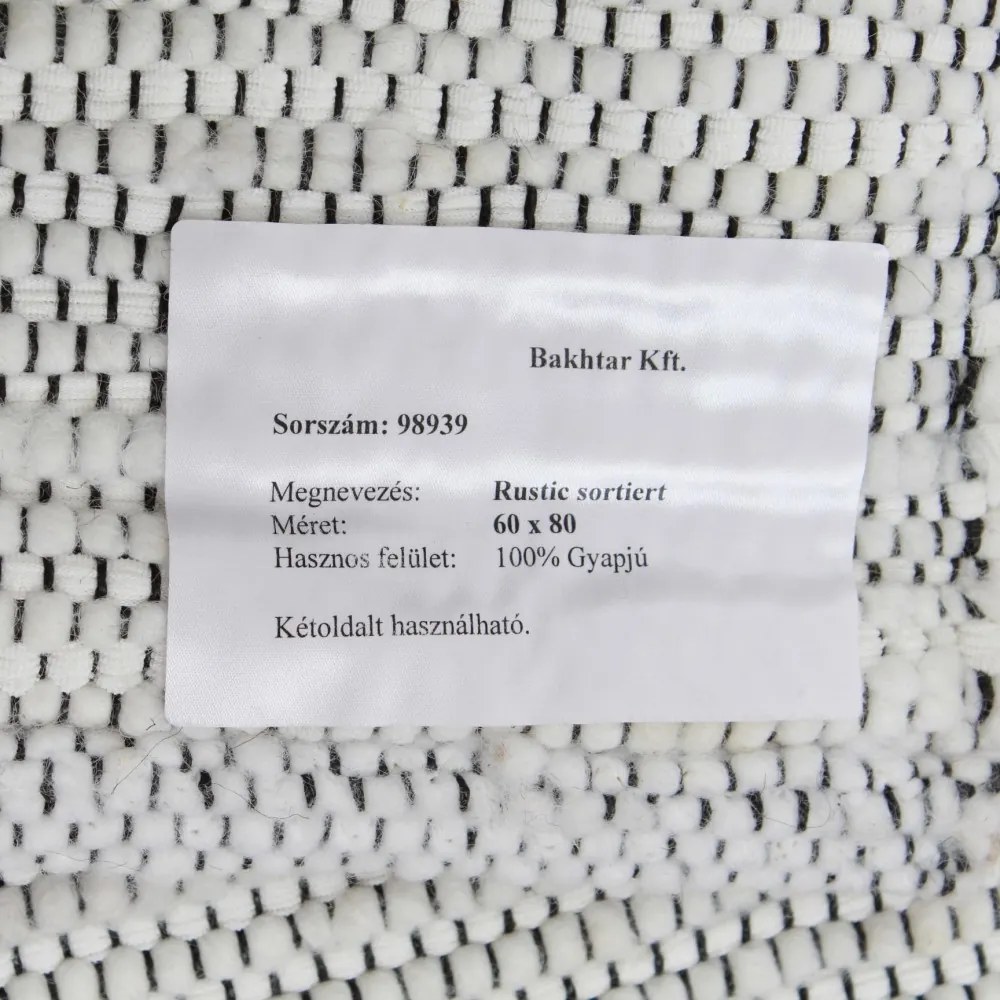 Bakhtar Kft.
Sorszám: 98939
Megnevezés: Rustic sortiert
Méret: 60 x 80
Hasznos felület: 100% Gyapjú
Kétoldalt használható.